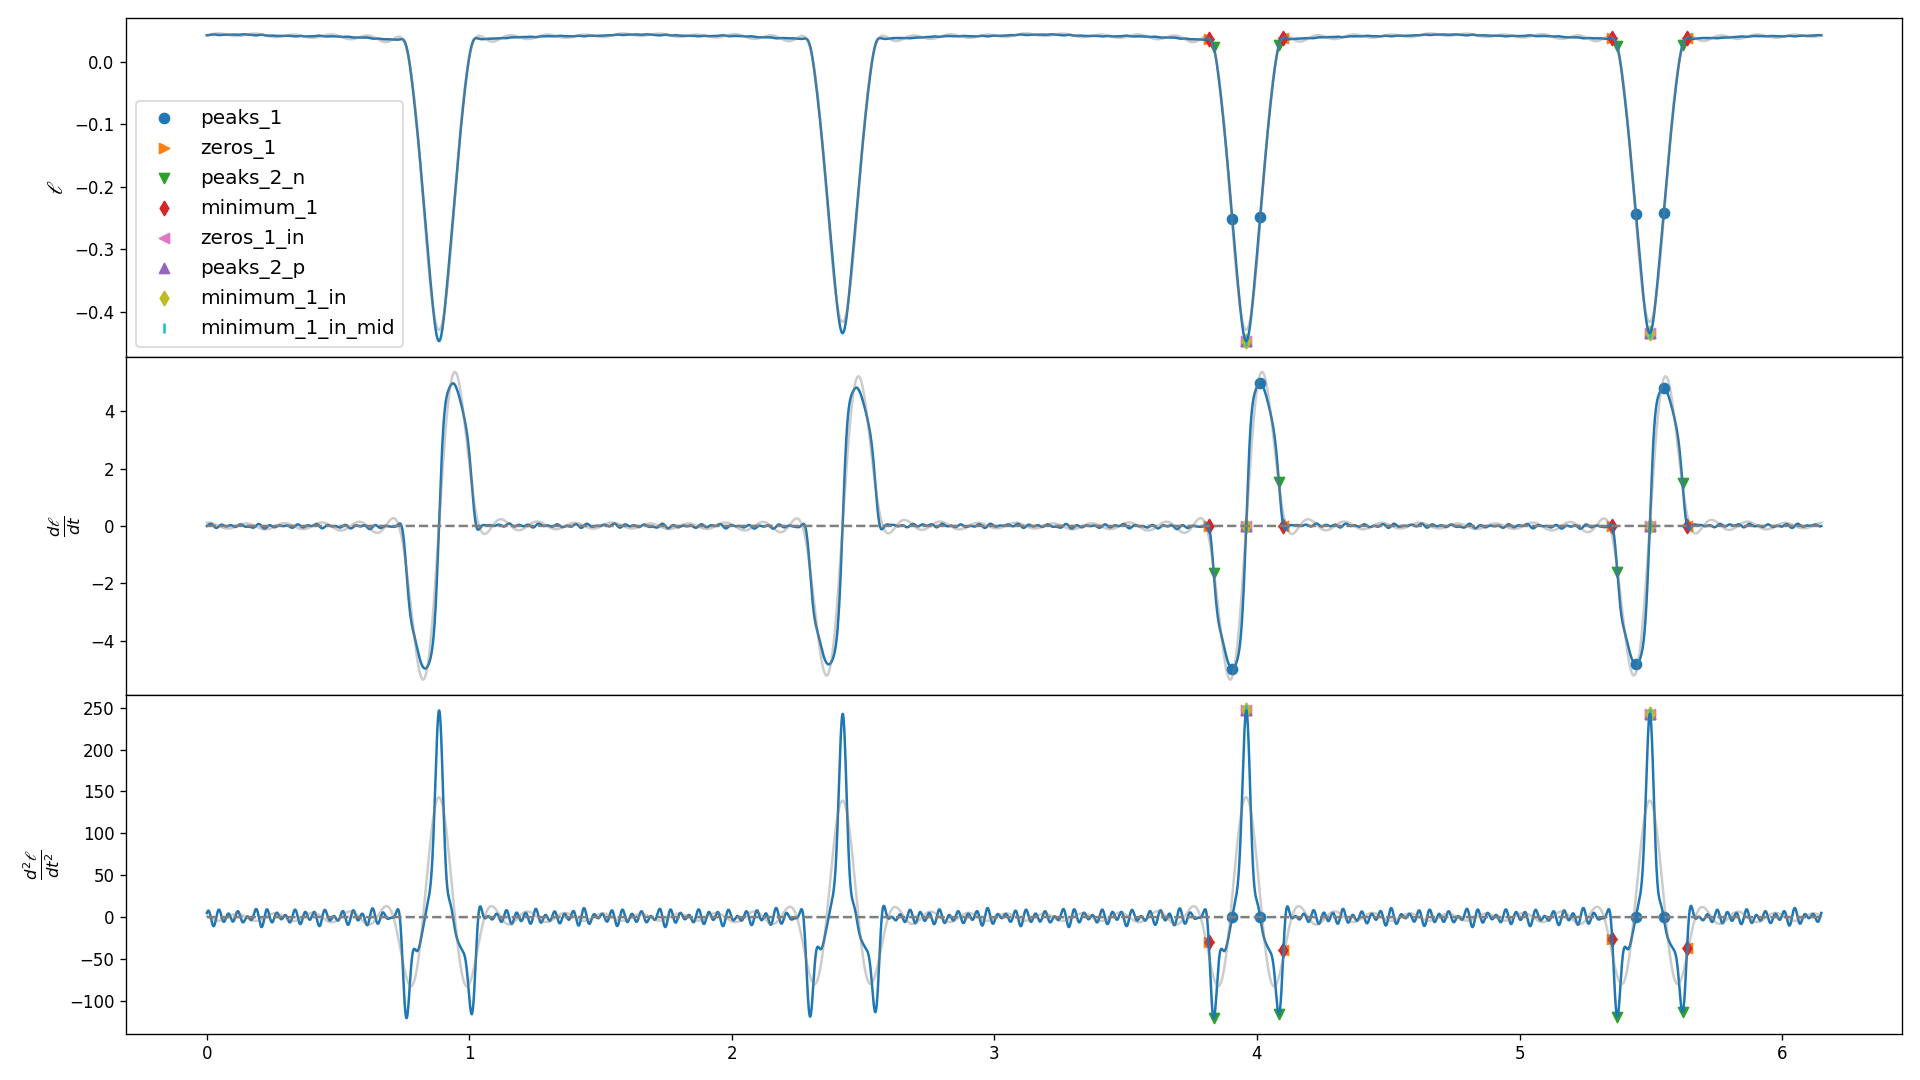 0.0
−0.1
−0.2
−0.3
−0.4
ℓ
peaks_1
zeros_1
peaks_2_n
minimum_1
zeros_1_in
peaks_2_p
minimum_1_in
minimum_1_in_mid
4
2
0
−2
−4
dℓ
dt
250
200
150
100
50
0
−50
−100
d²ℓ
dt²
0 1 2 3 4 5 6